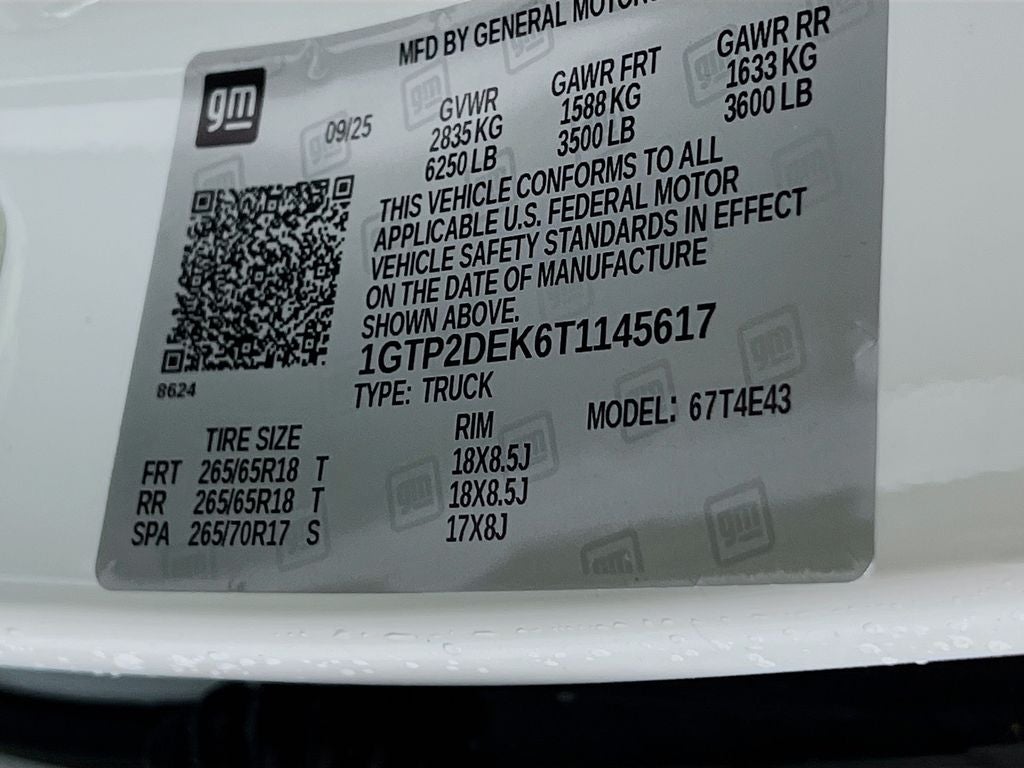 MFD BY GENERAL MOTORS
gm
09/25
GVWR GAWR FRT GAWR RR
2835 KG 1588 KG 1633 KG
6250 LB 3500 LB 3600 LB
THIS VEHICLE CONFORMS TO ALL
APPLICABLE U.S. FEDERAL MOTOR
VEHICLE SAFETY STANDARDS IN EFFECT
ON THE DATE OF MANUFACTURE
SHOWN ABOVE.
1GTP2DEK6T1145617
8624
TYPE: TRUCK
MODEL: 67T4E43
TIRE SIZE RIM
FRT 265/65R18 T 18X8.5J
RR 265/65R18 T 18X8.5J
SPA 265/70R17 S 17X8J